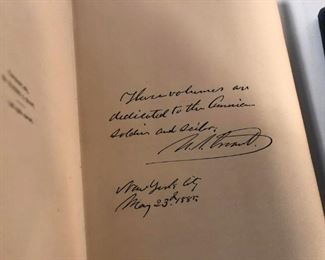 These volumes are
dedicated to the American
soldier and sailor.
U. S. Grant.
New York City
May 23d. 1885.